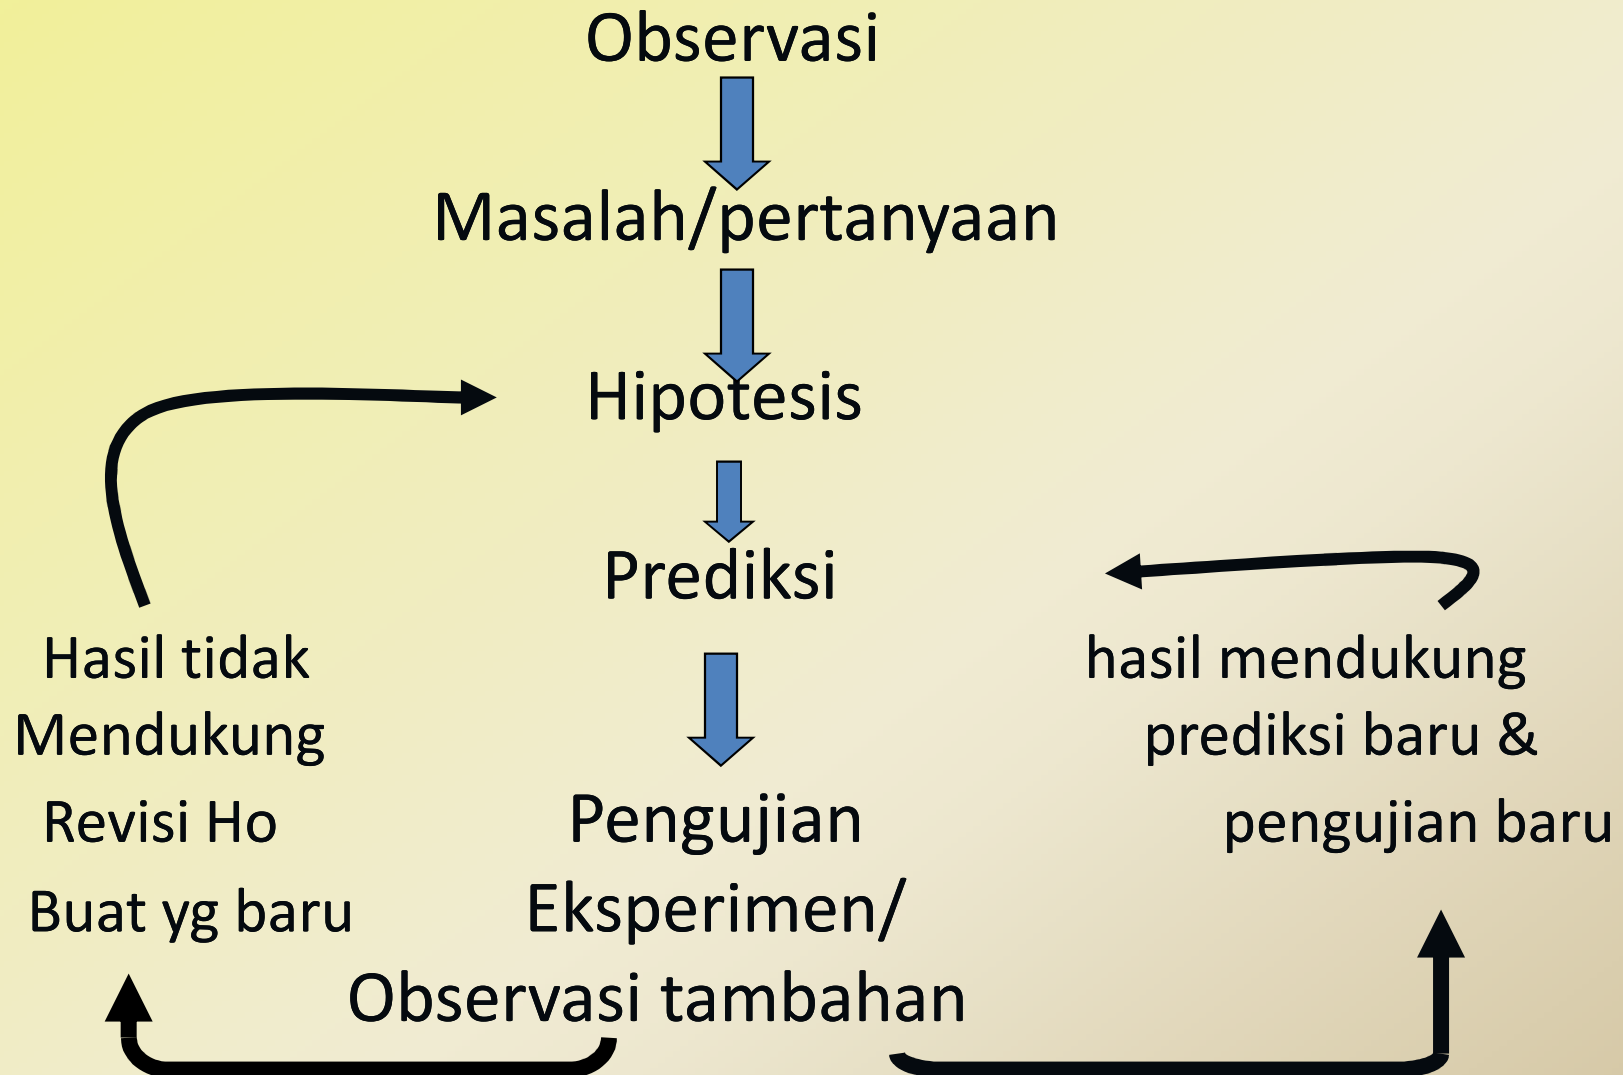 Observasi
Masalah/pertanyaan
Hipotesis
Prediksi
Hasil tidak
Mendukung
Revisi Ho
Buat yg baru
hasil mendukung
prediksi baru &
pengujian baru
Pengujian
Eksperimen/
Observasi tambahan